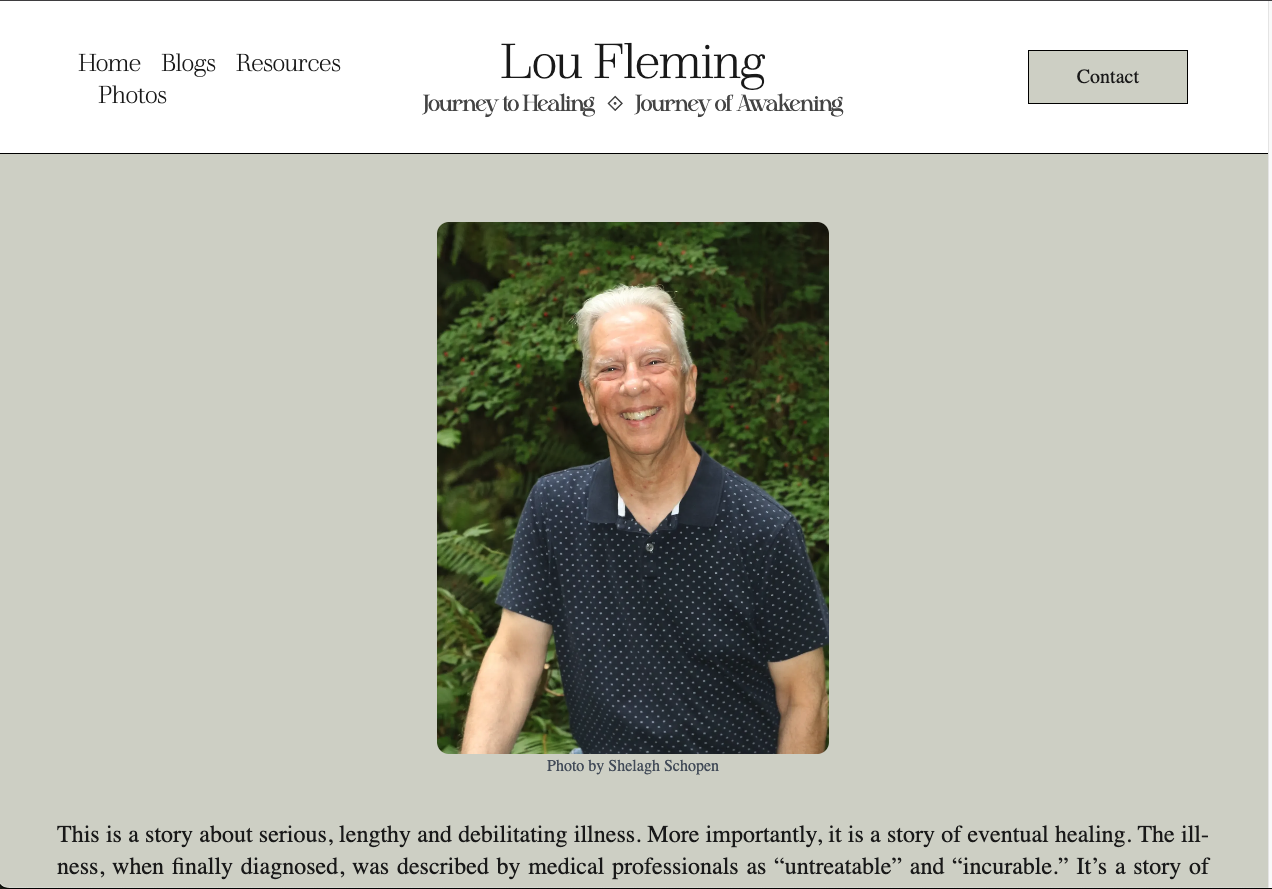 Home Blogs Resources
Photos
Lou Fleming
Journey to Healing ◇ Journey of Awakening
Contact
Photo by Shelagh Schopen
This is a story about serious, lengthy and debilitating illness. More importantly, it is a story of eventual healing. The ill-
ness, when finally diagnosed, was described by medical professionals as “untreatable” and “incurable.” It’s a story of